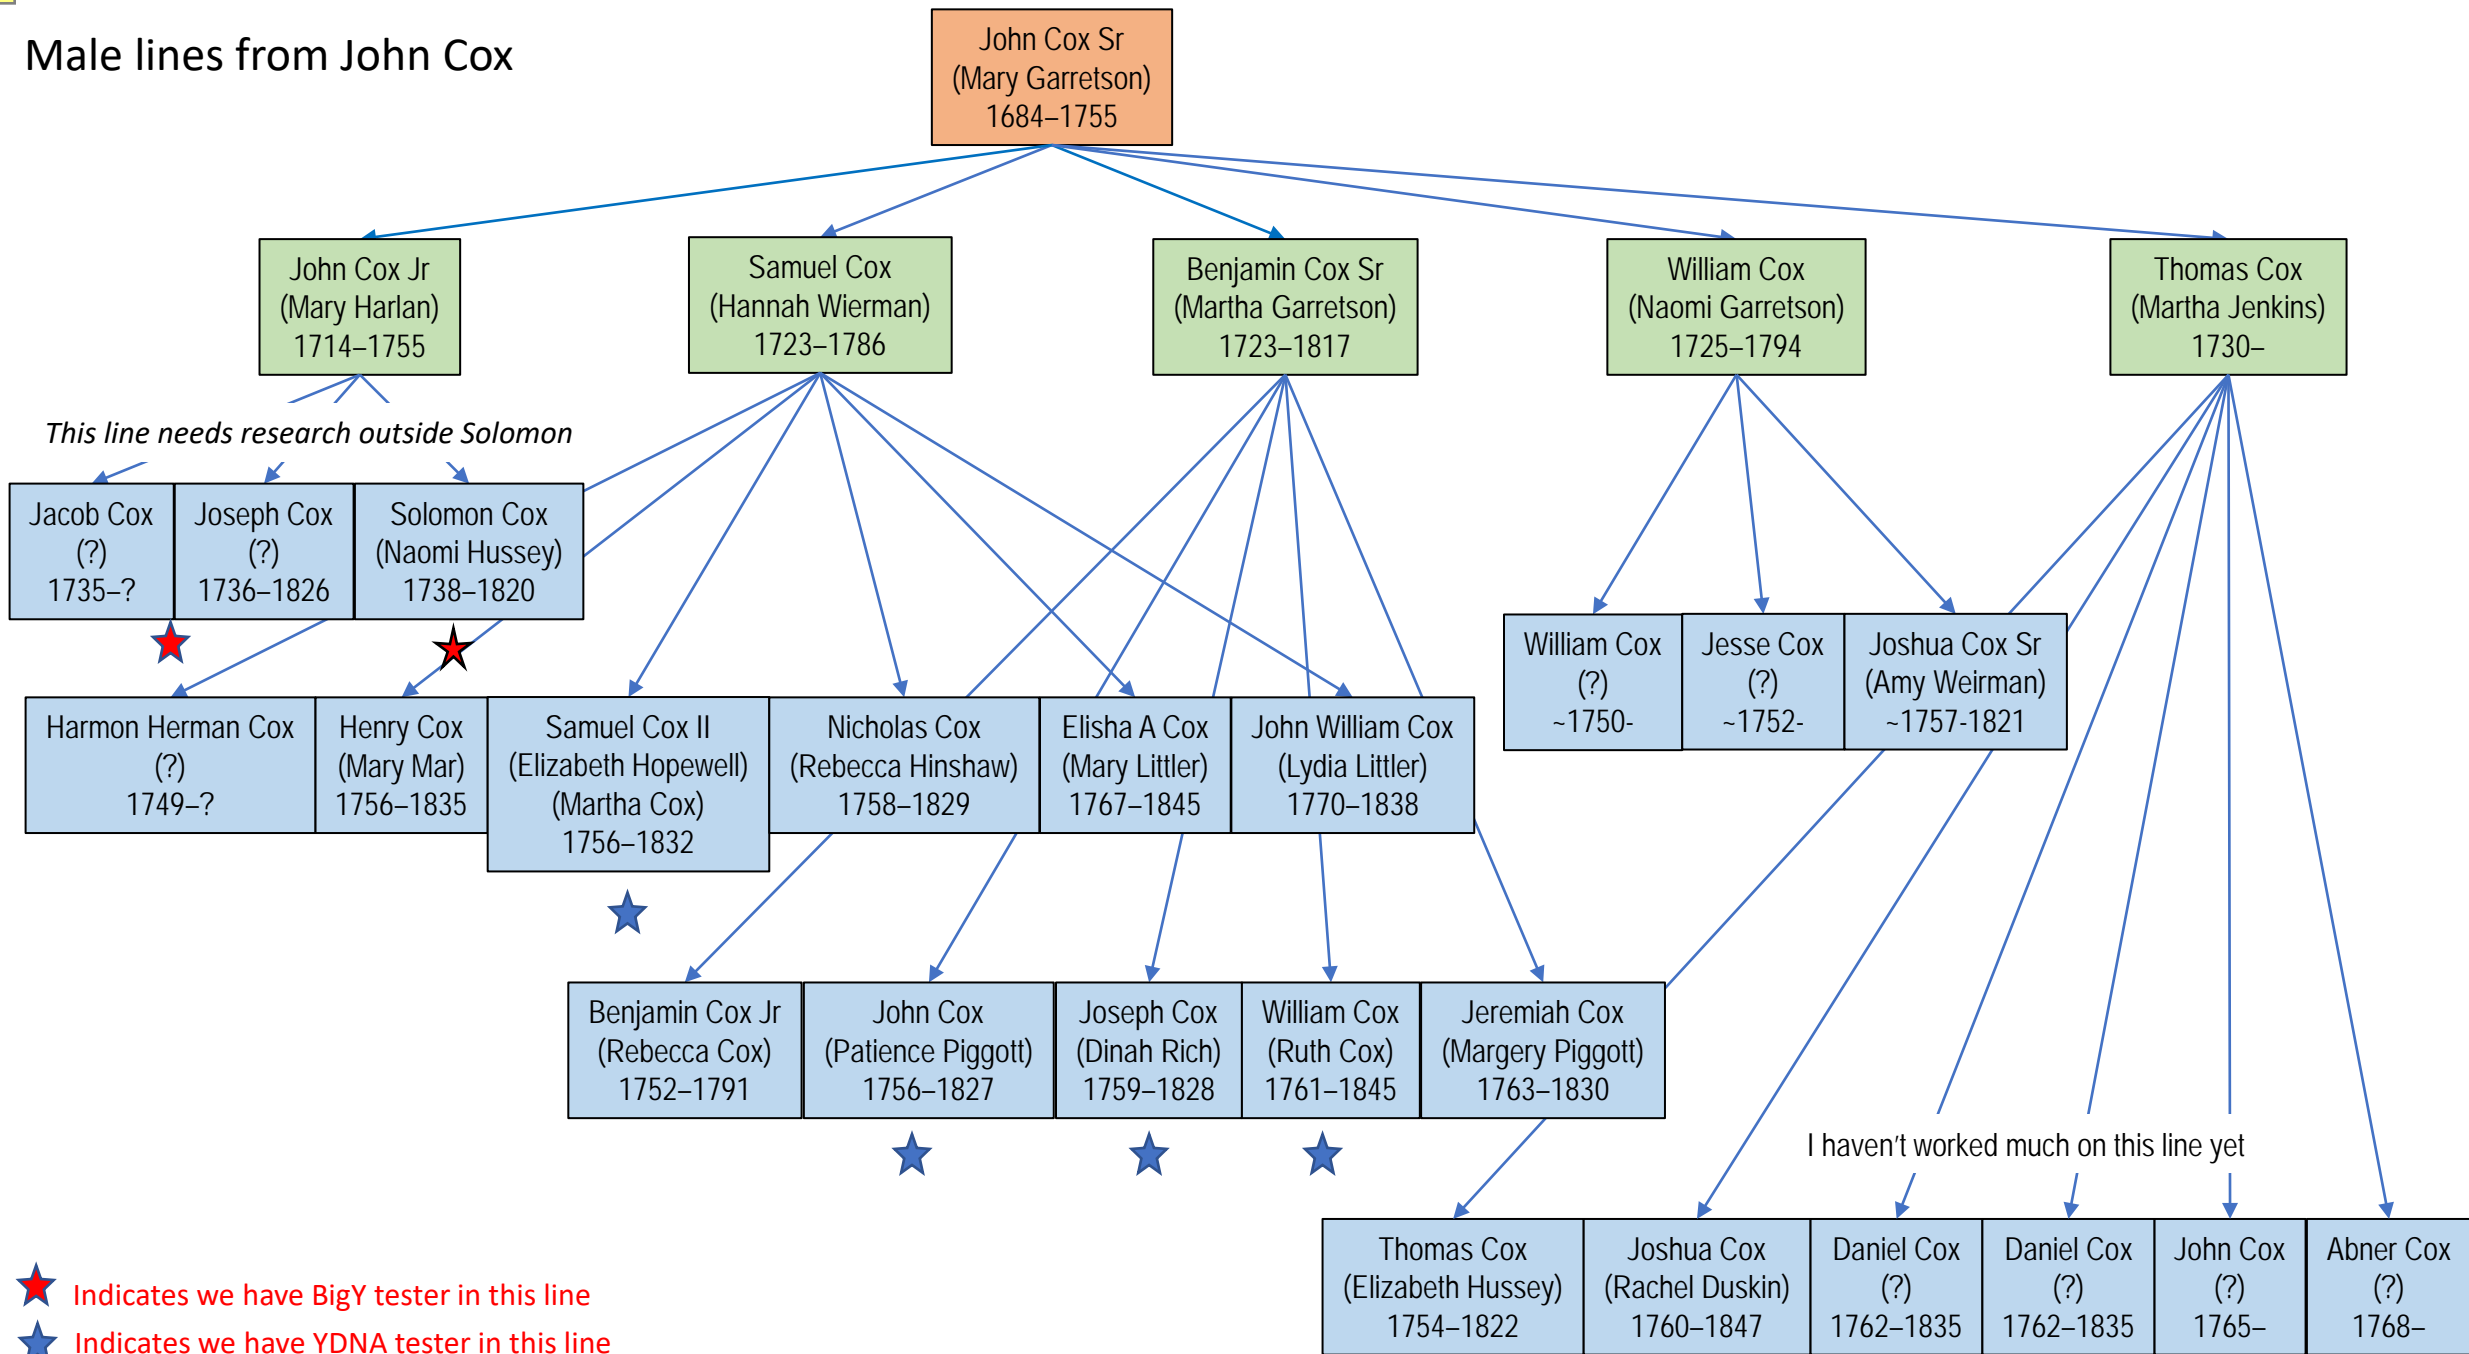 Male lines from John Cox
John Cox Sr
(Mary Garretson)
1684–1755
John Cox Jr
(Mary Harlan)
1714–1755
Samuel Cox
(Hannah Wierman)
1723–1786
Benjamin Cox Sr
(Martha Garretson)
1723–1817
William Cox
(Naomi Garretson)
1725–1794
Thomas Cox
(Martha Jenkins)
1730–
This line needs research outside Solomon
Jacob Cox
(?)
1735–?
Joseph Cox
(?)
1736–1826
Solomon Cox
(Naomi Hussey)
1738–1820
William Cox
(?)
~1750-
Jesse Cox
(?)
~1752-
Joshua Cox Sr
(Amy Weirman)
~1757-1821
Harmon Herman Cox
(?)
1749–?
Henry Cox
(Mary Mar)
1756–1835
Samuel Cox II
(Elizabeth Hopewell)
(Martha Cox)
1756–1832
Nicholas Cox
(Rebecca Hinshaw)
1758–1829
Elisha A Cox
(Mary Littler)
1767–1845
John William Cox
(Lydia Littler)
1770–1838
Benjamin Cox Jr
(Rebecca Cox)
1752–1791
John Cox
(Patience Piggott)
1756–1827
Joseph Cox
(Dinah Rich)
1759–1828
William Cox
(Ruth Cox)
1761–1845
Jeremiah Cox
(Margery Piggott)
1763–1830
I haven't worked much on this line yet
Thomas Cox
(Elizabeth Hussey)
1754–1822
Joshua Cox
(Rachel Duskin)
1760–1847
Daniel Cox
(?)
1762–1835
Daniel Cox
(?)
1762–1835
John Cox
(?)
1765–
Abner Cox
(?)
1768–
Indicates we have BigY tester in this line
Indicates we have YDNA tester in this line